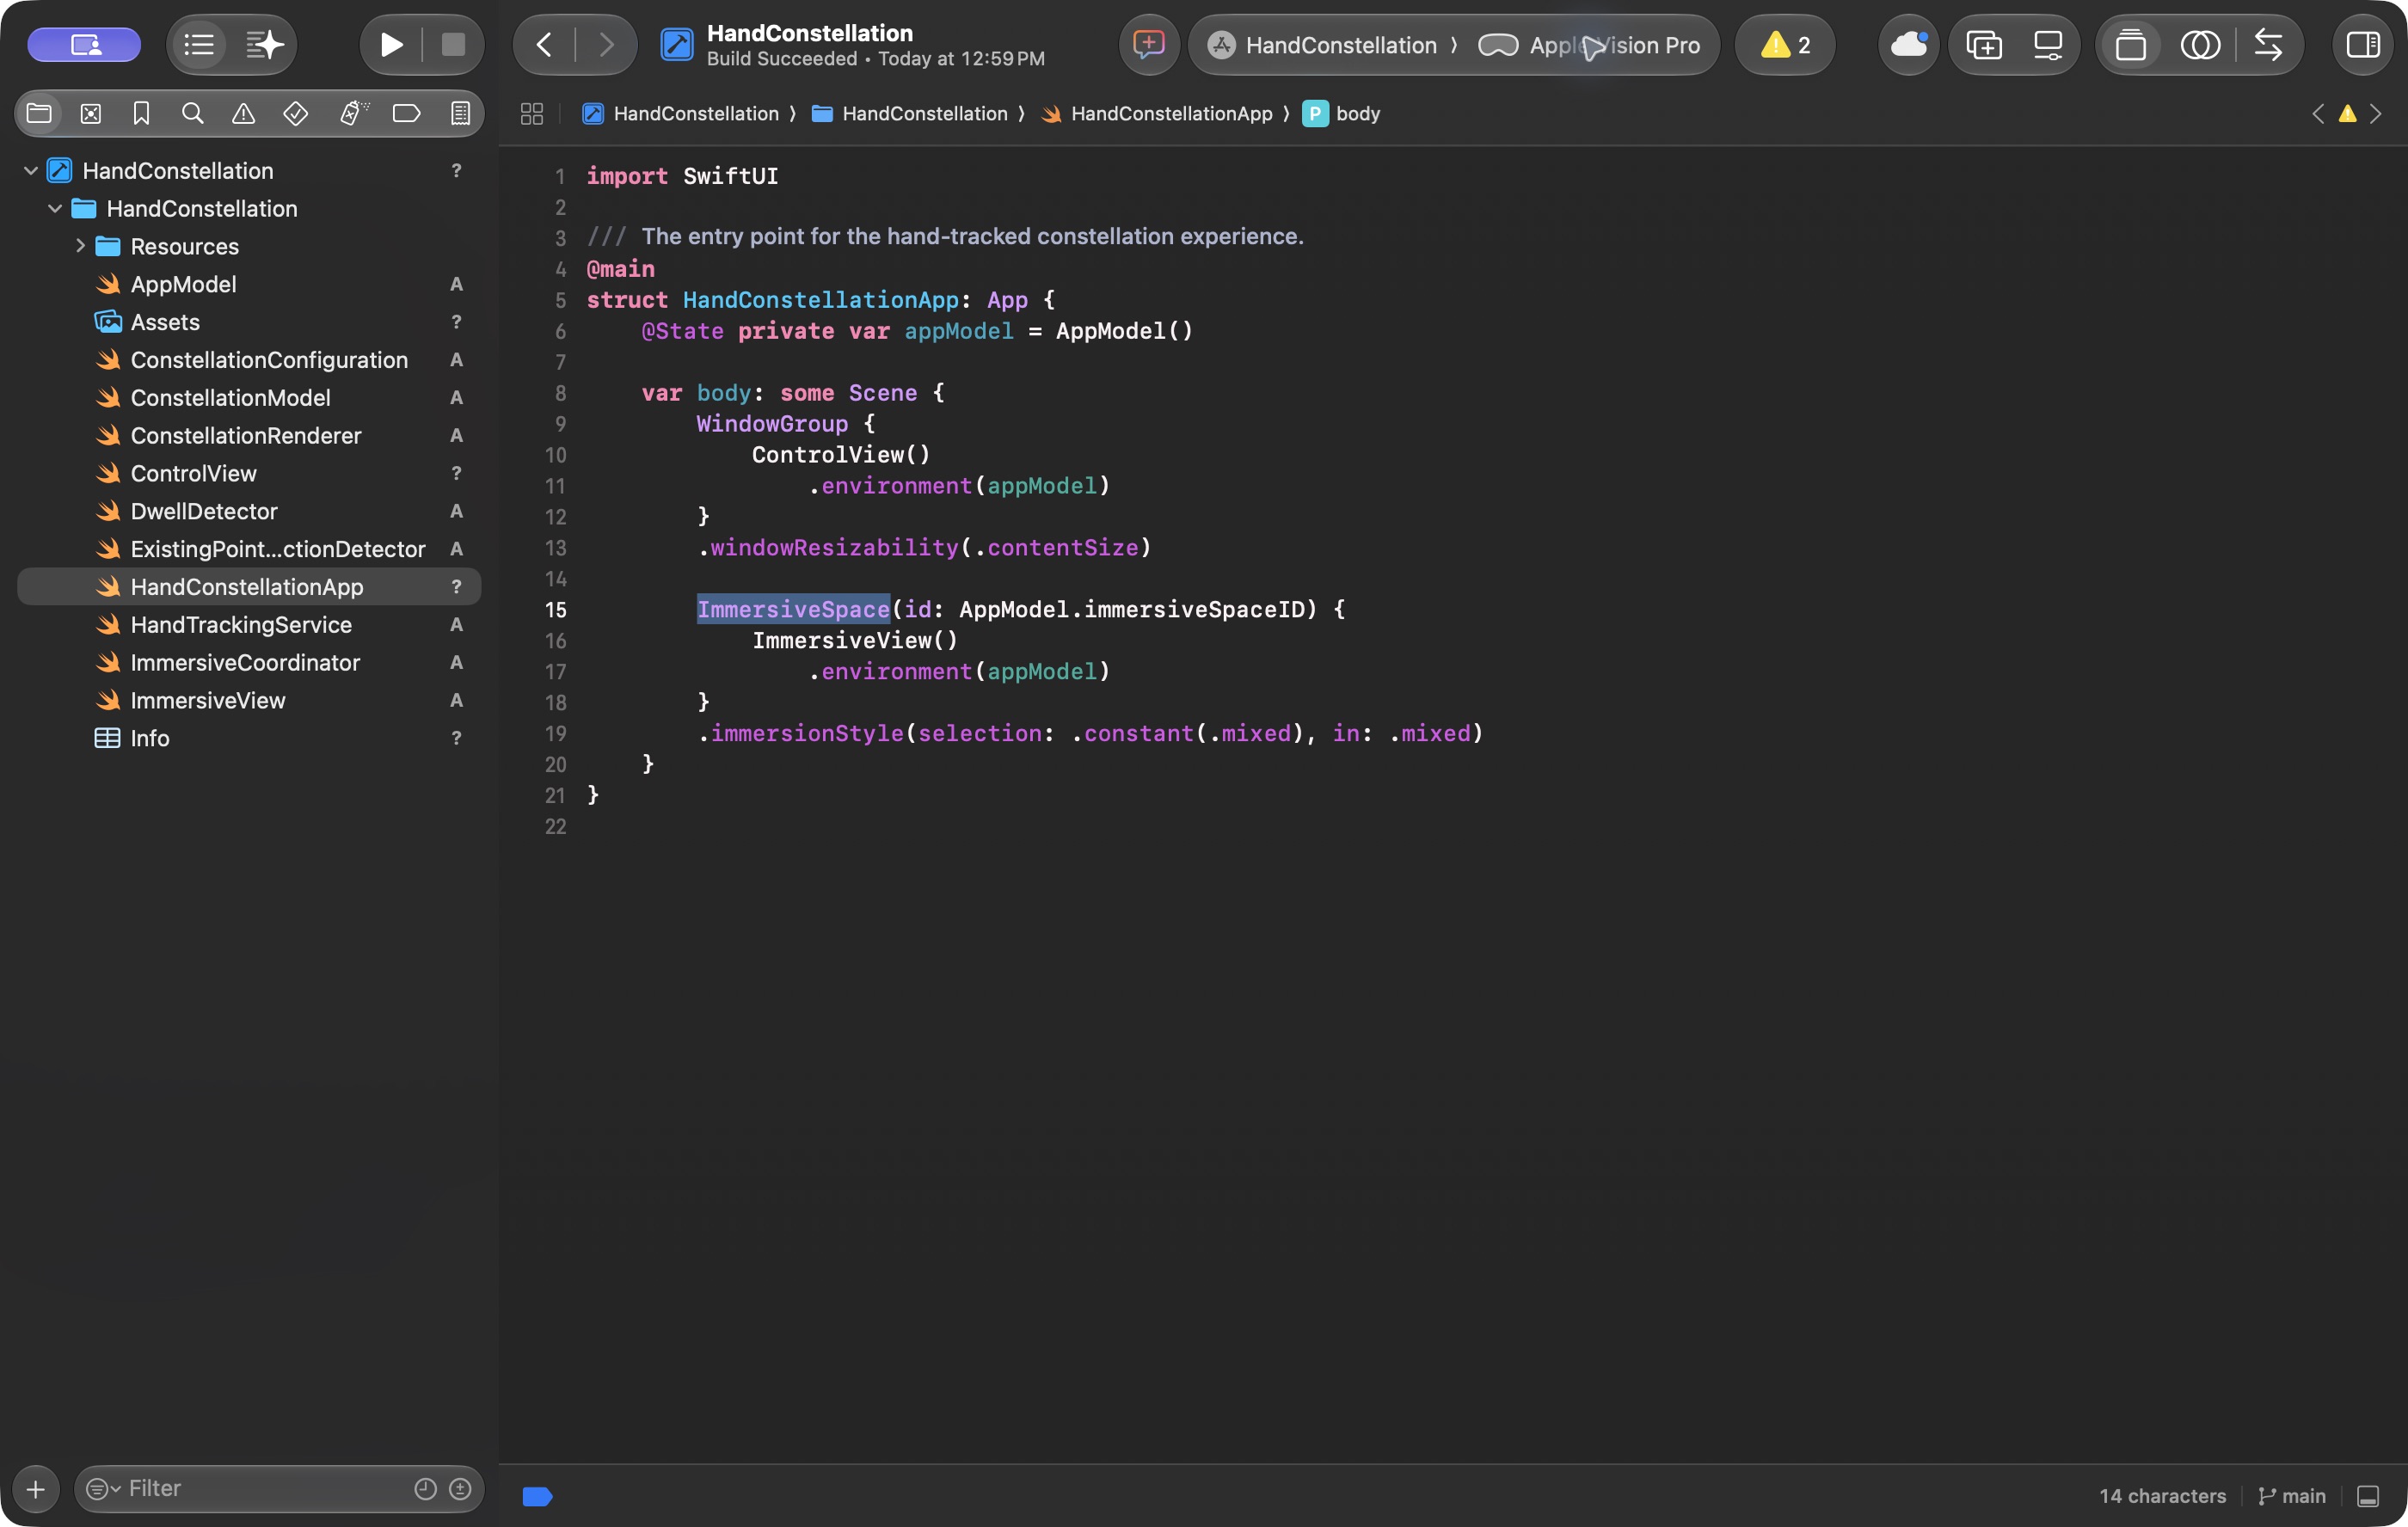 HandConstellation
Build Succeeded • Today at 12:59 PM
HandConstellation 〉 Apple Vision Pro
2
HandConstellation 〉 HandConstellation 〉 HandConstellationApp 〉 P body
HandConstellation ?
HandConstellation
Resources
AppModel A
Assets ?
ConstellationConfiguration A
ConstellationModel A
ConstellationRenderer A
ControlView ?
DwellDetector A
ExistingPoint...ctionDetector A
HandConstellationApp ?
HandTrackingService A
ImmersiveCoordinator A
ImmersiveView A
Info ?
Filter
1 import SwiftUI
2
3 /// The entry point for the hand-tracked constellation experience.
4 @main
5 struct HandConstellationApp: App {
6     @State private var appModel = AppModel()
7
8     var body: some Scene {
9         WindowGroup {
10             ControlView()
11                 .environment(appModel)
12         }
13         .windowResizability(.contentSize)
14
15         ImmersiveSpace(id: AppModel.immersiveSpaceID) {
16             ImmersiveView()
17                 .environment(appModel)
18         }
19         .immersionStyle(selection: .constant(.mixed), in: .mixed)
20     }
21 }
22
14 characters
main